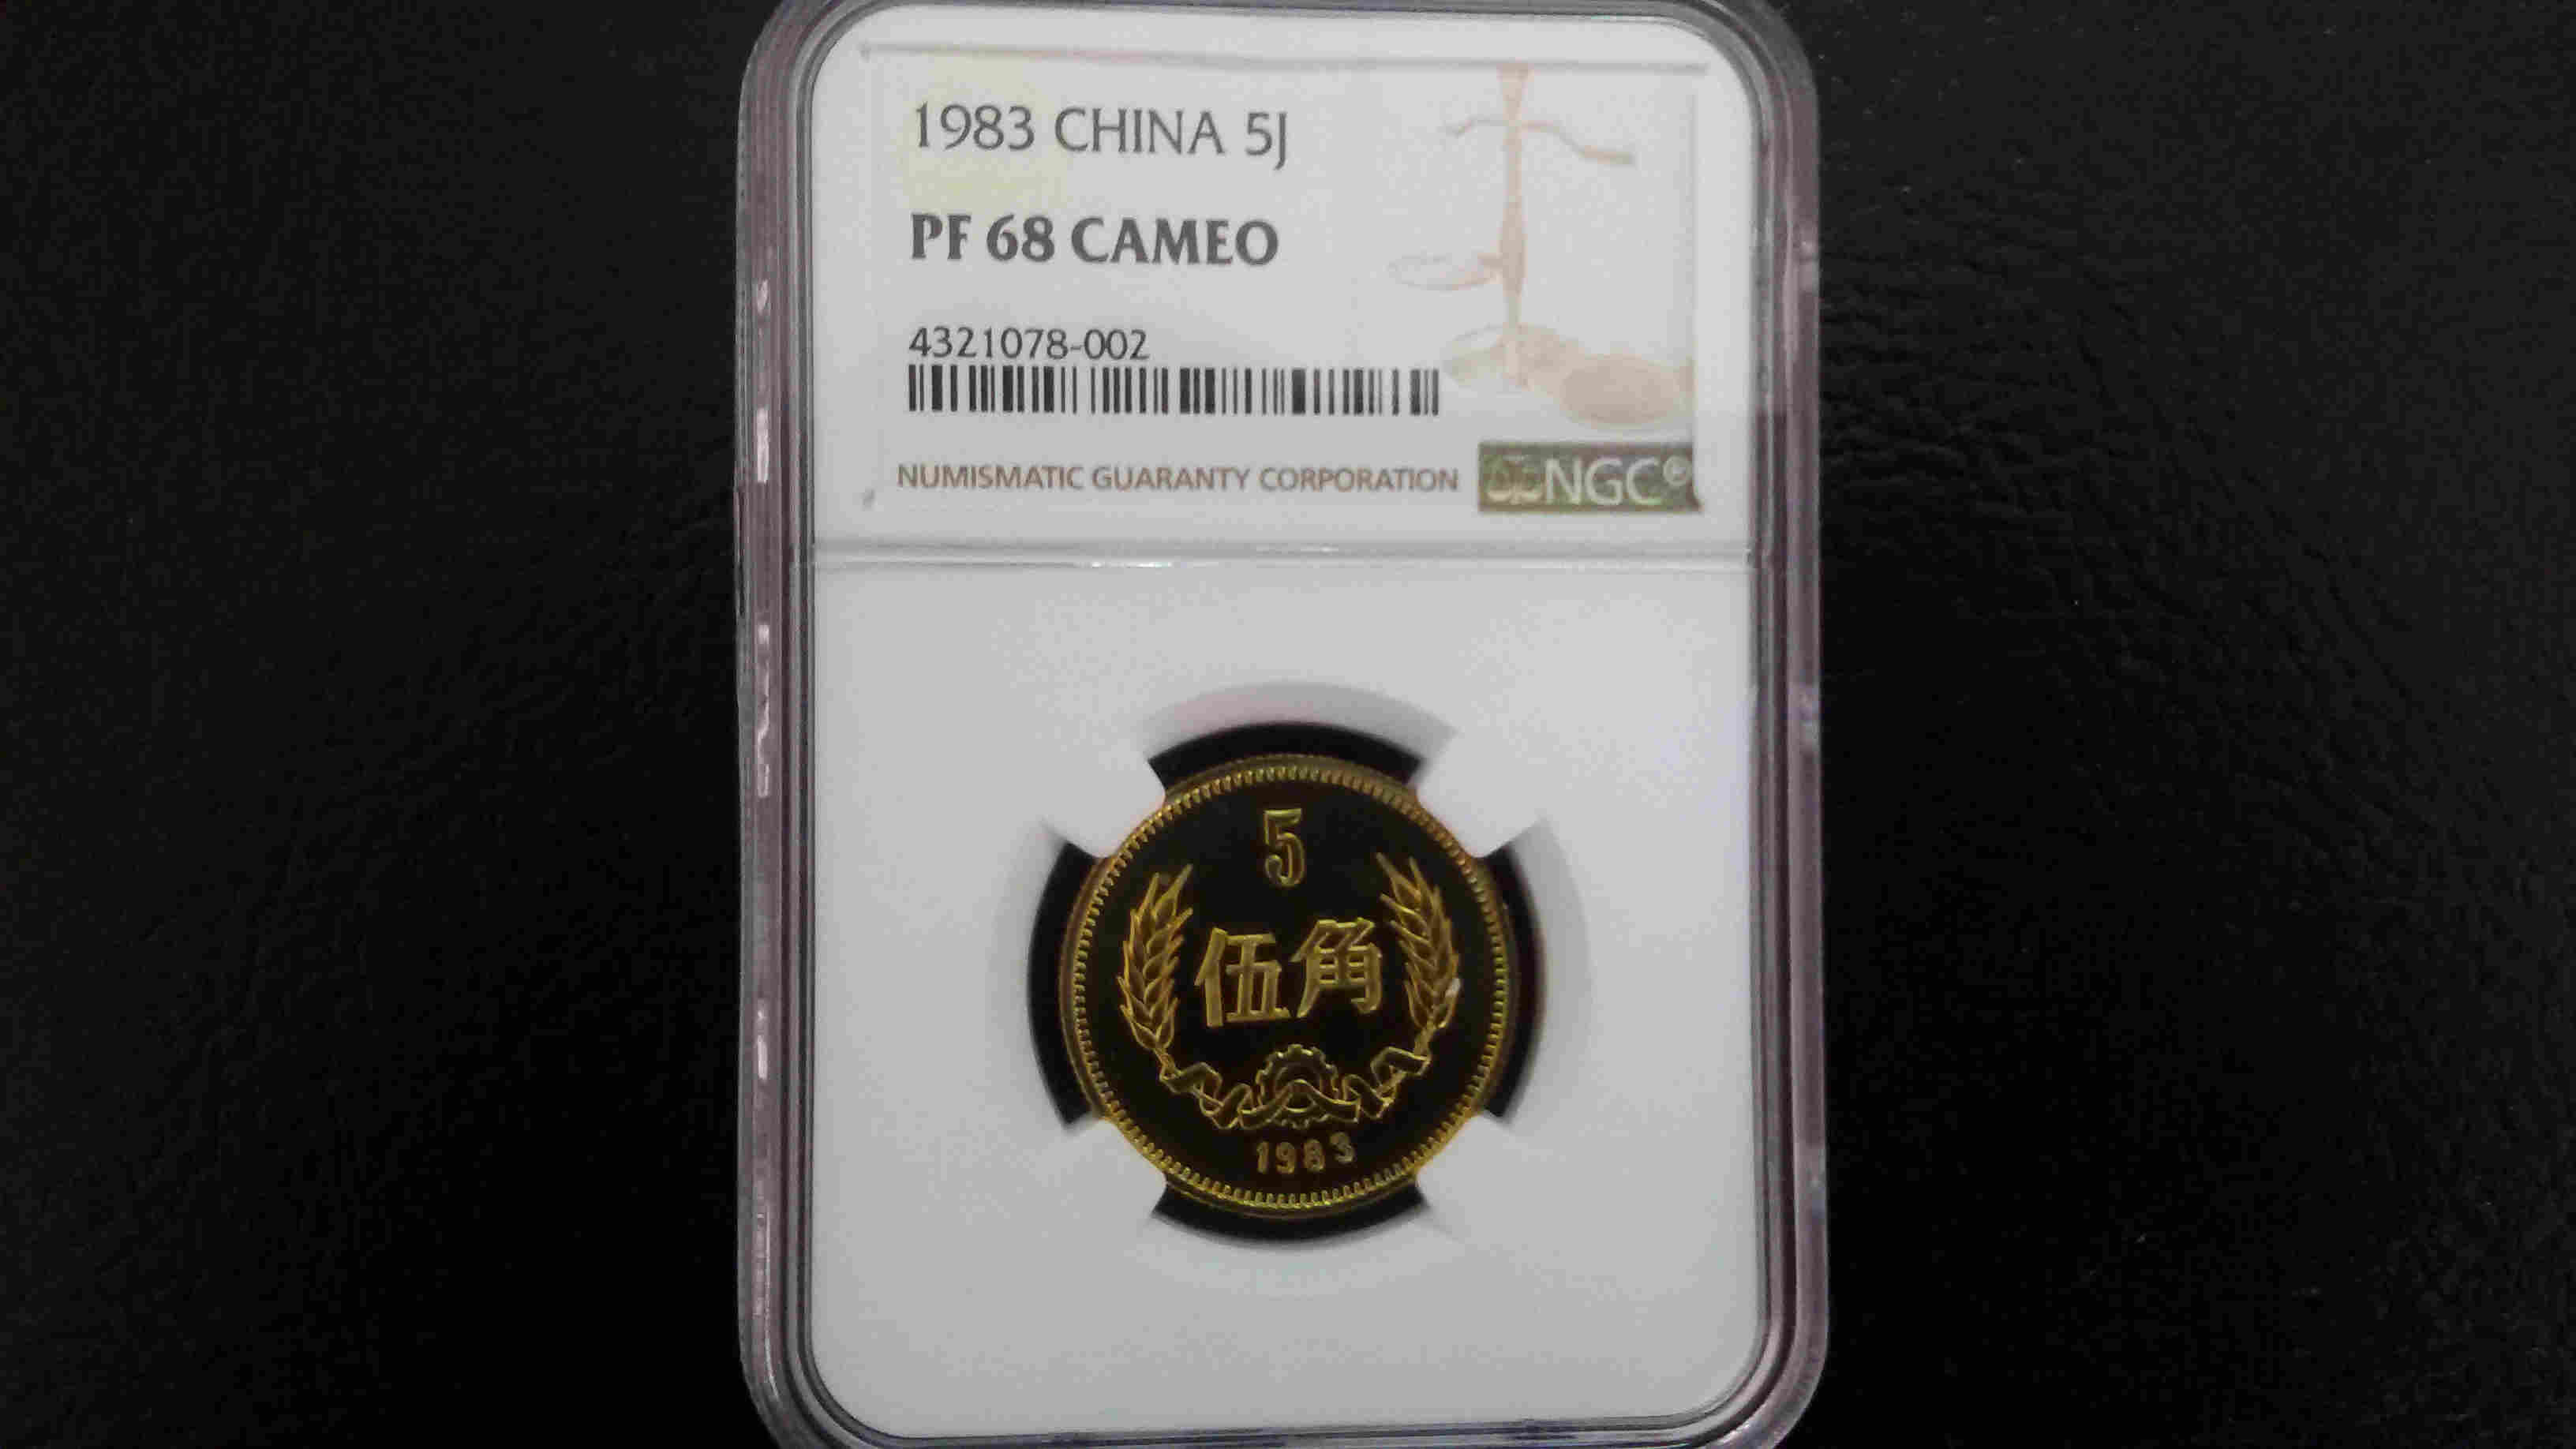 1983 CHINA 5J
PF 68 CAMEO
4321078-002
NUMISMATIC GUARANTY CORPORATION NGC®
5
伍角
1983